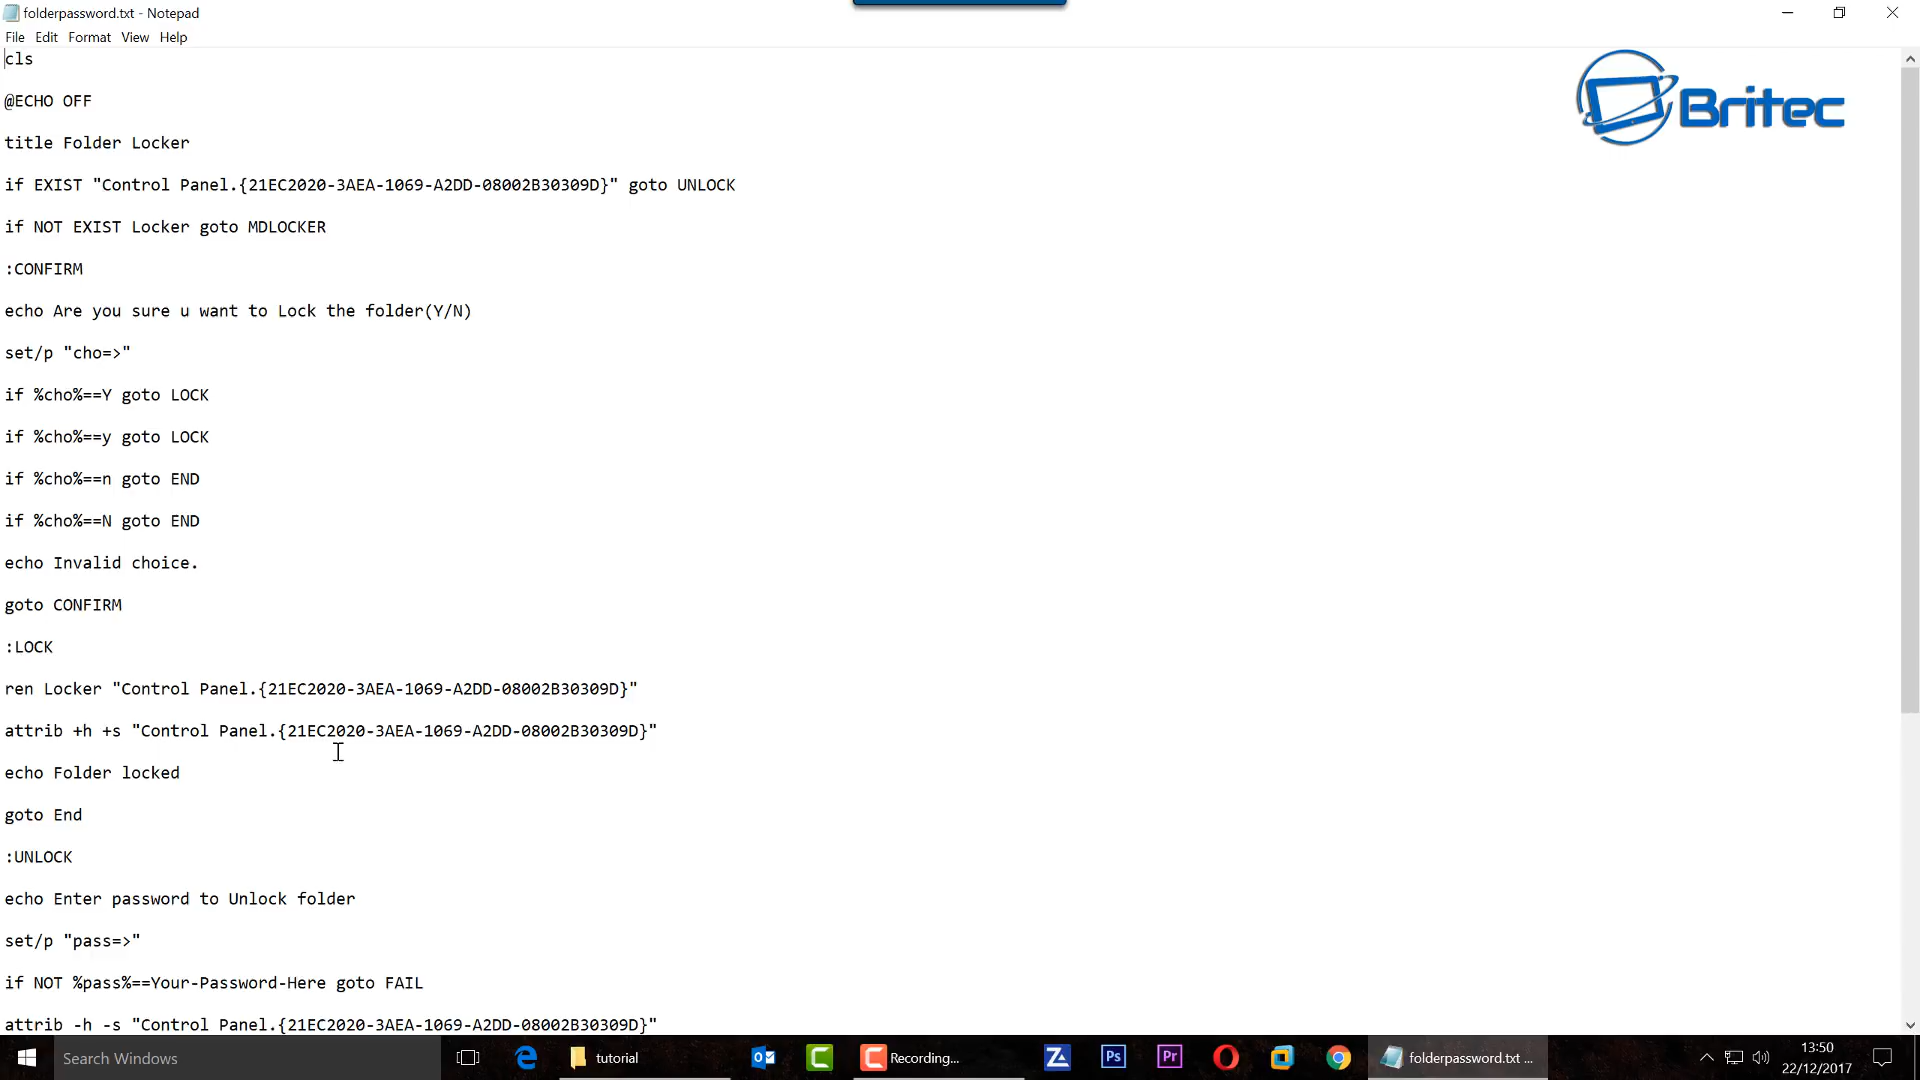 folderpassword.txt - Notepad
File Edit Format View Help
cls
@ECHO OFF
title Folder Locker
if EXIST "Control Panel.{21EC2020-3AEA-1069-A2DD-08002B30309D}" goto UNLOCK
if NOT EXIST Locker goto MDLOCKER
:CONFIRM
echo Are you sure u want to Lock the folder(Y/N)
set/p "cho=>"
if %cho%==Y goto LOCK
if %cho%==y goto LOCK
if %cho%==n goto END
if %cho%==N goto END
echo Invalid choice.
goto CONFIRM
:LOCK
ren Locker "Control Panel.{21EC2020-3AEA-1069-A2DD-08002B30309D}"
attrib +h +s "Control Panel.{21EC2020-3AEA-1069-A2DD-08002B30309D}"
echo Folder locked
goto End
:UNLOCK
echo Enter password to Unlock folder
set/p "pass=>"
if NOT %pass%==Your-Password-Here goto FAIL
attrib -h -s "Control Panel.{21EC2020-3AEA-1069-A2DD-08002B30309D}"
Britec
Search Windows
tutorial
Recording...
Ps
Pr
folderpassword.txt ...
13:50
22/12/2017